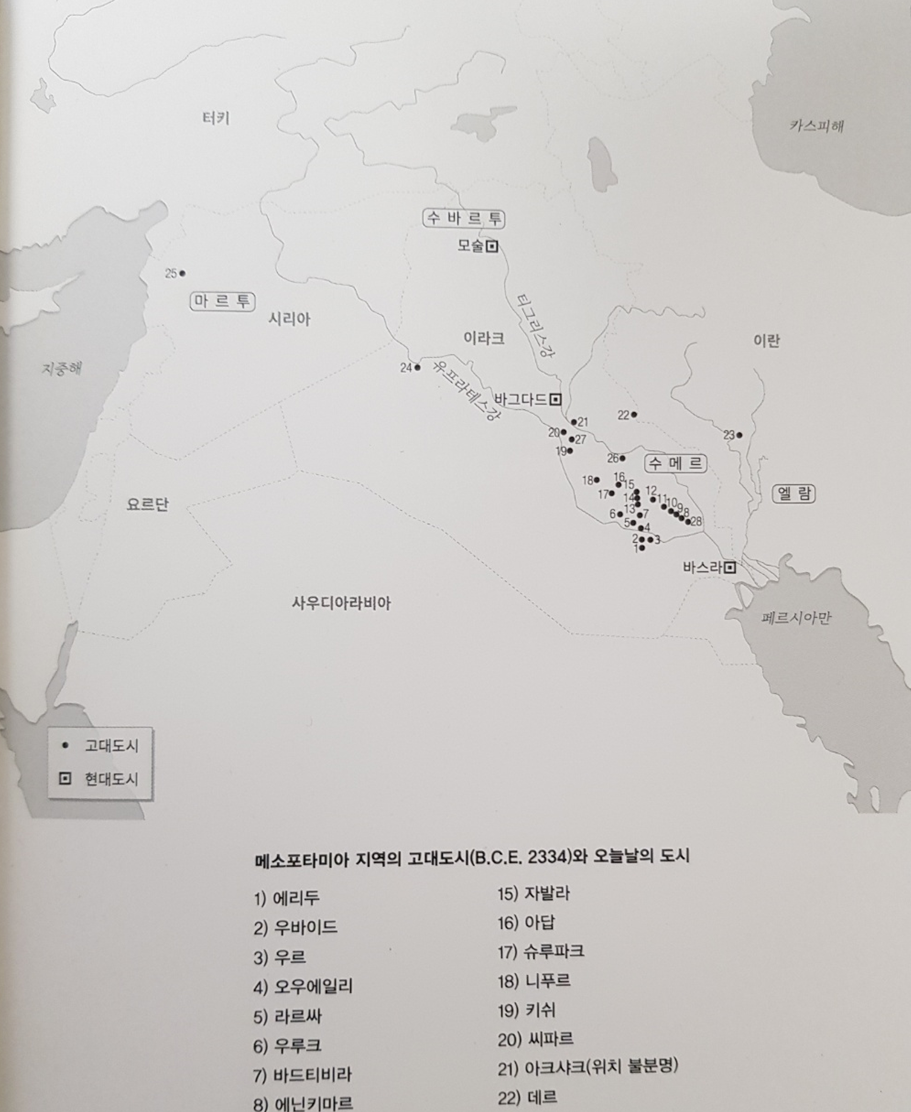 터키
카스피해
수바르투
모술
25
마르투
시리아
티그리스강
이라크
이란
지중해
24
유프라테스강
바그다드
21
22
20
27
23
19
26
수메르
18
16
15
17
14
12
11
10
9
8
28
엘람
13
7
6
5
4
요르단
2
3
1
바스라
사우디아라비아
페르시아만
고대도시
현대도시
메소포타미아 지역의 고대도시(B.C.E. 2334)와 오늘날의 도시
1) 에리두
2) 우바이드
3) 우르
4) 오우에일리
5) 라르싸
6) 우루크
7) 바드티비라
8) 에닌키마르
15) 자발라
16) 아답
17) 슈루파크
18) 니푸르
19) 키쉬
20) 씨파르
21) 아크샤크(위치 불분명)
22) 데르